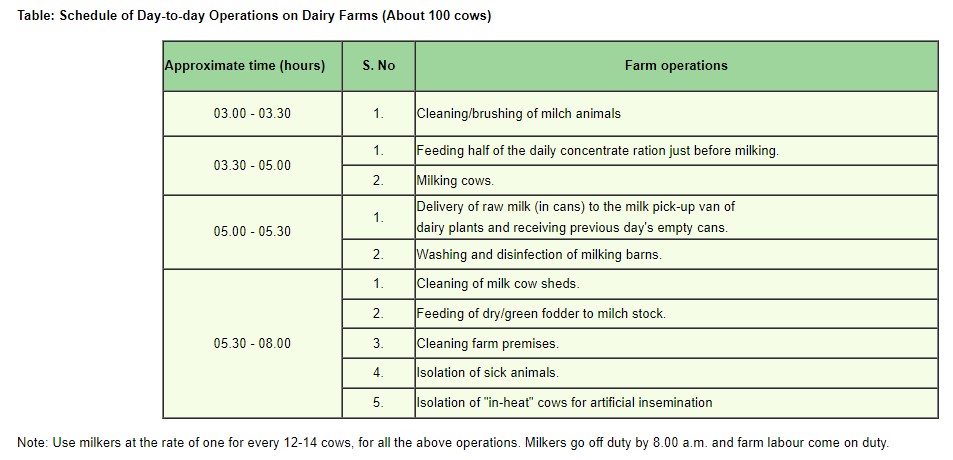 Table: Schedule of Day-to-day Operations on Dairy Farms (About 100 cows)
Approximate time (hours) S. No Farm operations
03.00 - 03.30 1. Cleaning/brushing of milch animals
03.30 - 05.00 1. Feeding half of the daily concentrate ration just before milking.
2. Milking cows.
05.00 - 05.30 1. Delivery of raw milk (in cans) to the milk pick-up van of
dairy plants and receiving previous day's empty cans.
2. Washing and disinfection of milking barns.
05.30 - 08.00 1. Cleaning of milk cow sheds.
2. Feeding of dry/green fodder to milch stock.
3. Cleaning farm premises.
4. Isolation of sick animals.
5. Isolation of "in-heat" cows for artificial insemination
Note: Use milkers at the rate of one for every 12-14 cows, for all the above operations. Milkers go off duty by 8.00 a.m. and farm labour come on duty.